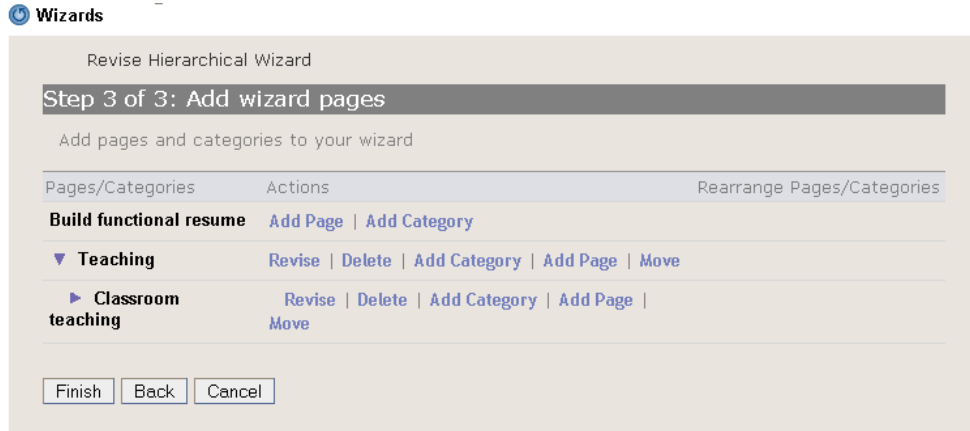 Wizards
Revise Hierarchical Wizard
Step 3 of 3: Add wizard pages
Add pages and categories to your wizard
Pages/Categories Actions Rearrange Pages/Categories
Build functional resume Add Page | Add Category
Teaching Revise | Delete | Add Category | Add Page | Move
Classroom Revise | Delete | Add Category | Add Page |
teaching Move
Finish Back Cancel